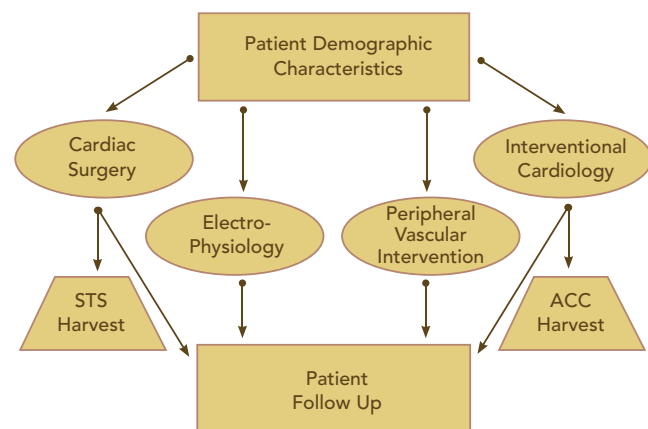 Patient Demographic
Characteristics
Cardiac
Surgery
Interventional
Cardiology
Electro-
Physiology
Peripheral
Vascular
Intervention
STS
Harvest
ACC
Harvest
Patient
Follow Up